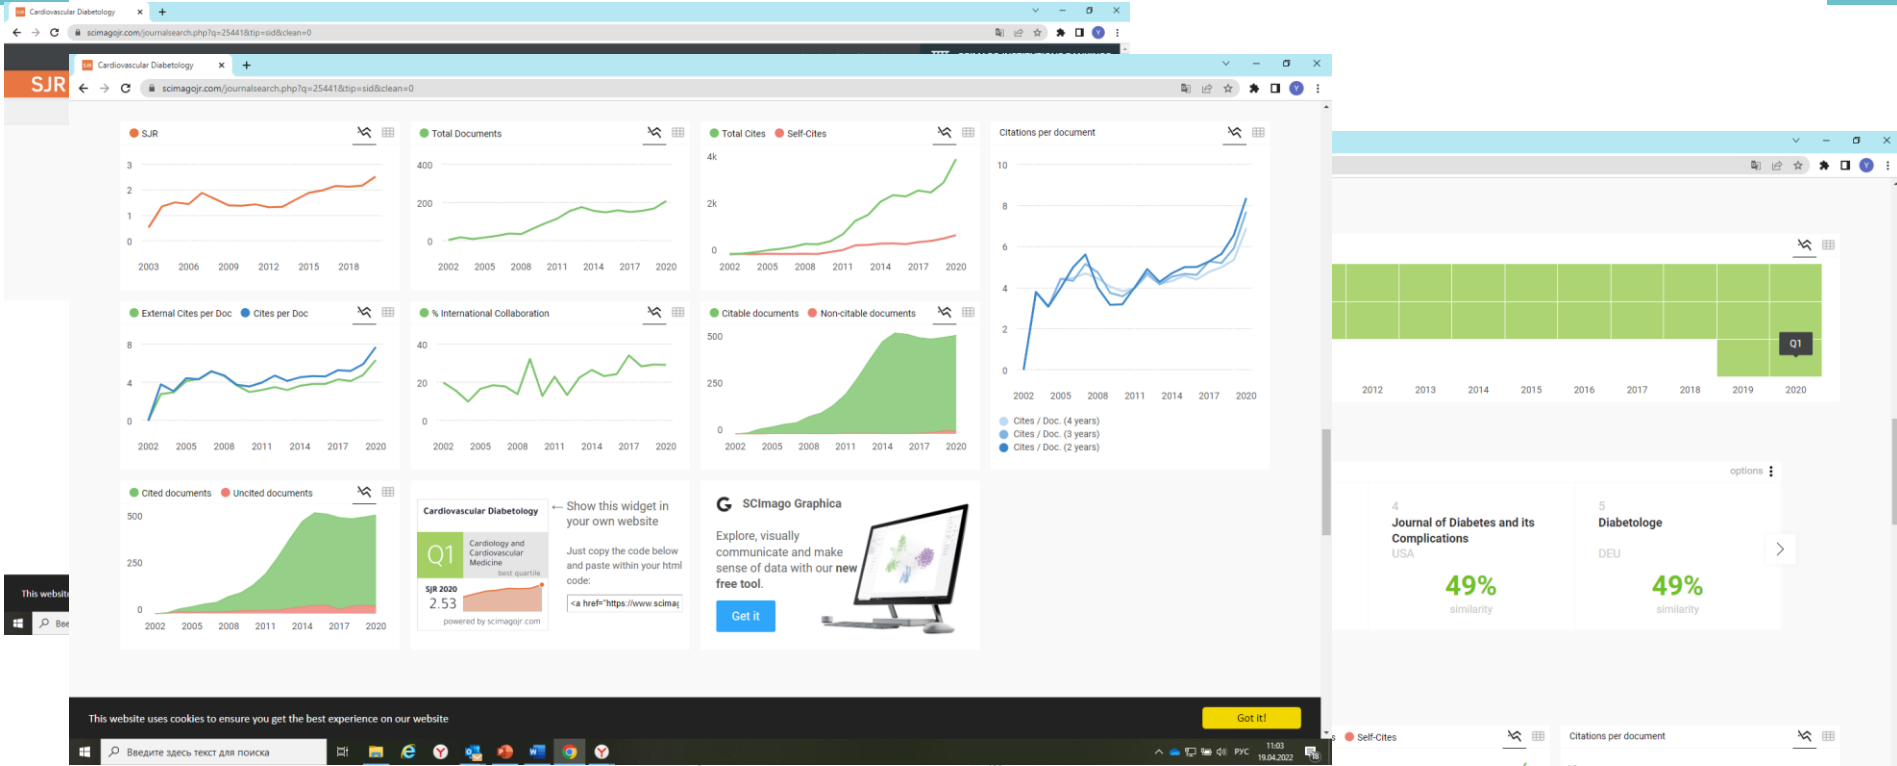 Cardiovascular Diabetology
scimagojr.com/journalsearch.php?q=25441&tip=sid&clean=0
SJR
Cardiovascular Diabetology
scimagojr.com/journalsearch.php?q=25441&tip=sid&clean=0
SJR
3
2
1
0
2003 2006 2009 2012 2015 2018
Total Documents
400
200
0
2002 2005 2008 2011 2014 2017 2020
Total Cites Self-Cites
4k
2k
0
2002 2005 2008 2011 2014 2017 2020
Citations per document
10
8
6
4
2
0
2002 2005 2008 2011 2014 2017 2020
Cites / Doc. (4 years)
Cites / Doc. (3 years)
Cites / Doc. (2 years)
External Cites per Doc Cites per Doc
8
4
0
2002 2005 2008 2011 2014 2017 2020
% International Collaboration
40
20
0
2002 2005 2008 2011 2014 2017 2020
Citable documents Non-citable documents
500
250
0
2002 2005 2008 2011 2014 2017 2020
Cited documents Uncited documents
500
250
0
2002 2005 2008 2011 2014 2017 2020
Cardiovascular Diabetology
Q1
Cardiology and
Cardiovascular
Medicine
best quartile
SJR 2020
2.53
powered by scimagojr.com
← Show this widget in
your own website
Just copy the code below
and paste within your html
code:
<a href="https://www.scimag
G SCImago Graphica
Explore, visually
communicate and make
sense of data with our new
free tool.
Get it
This website uses cookies to ensure you get the best experience on our website
Got it!
Введите здесь текст для поиска
РУС
11:03
19.04.2022
18
This website
Q1
2012 2013 2014 2015 2016 2017 2018 2019 2020
options
4
Journal of Diabetes and its
Complications
USA
49%
similarity
5
Diabetologe
DEU
49%
similarity
s Self-Cites
Citations per document